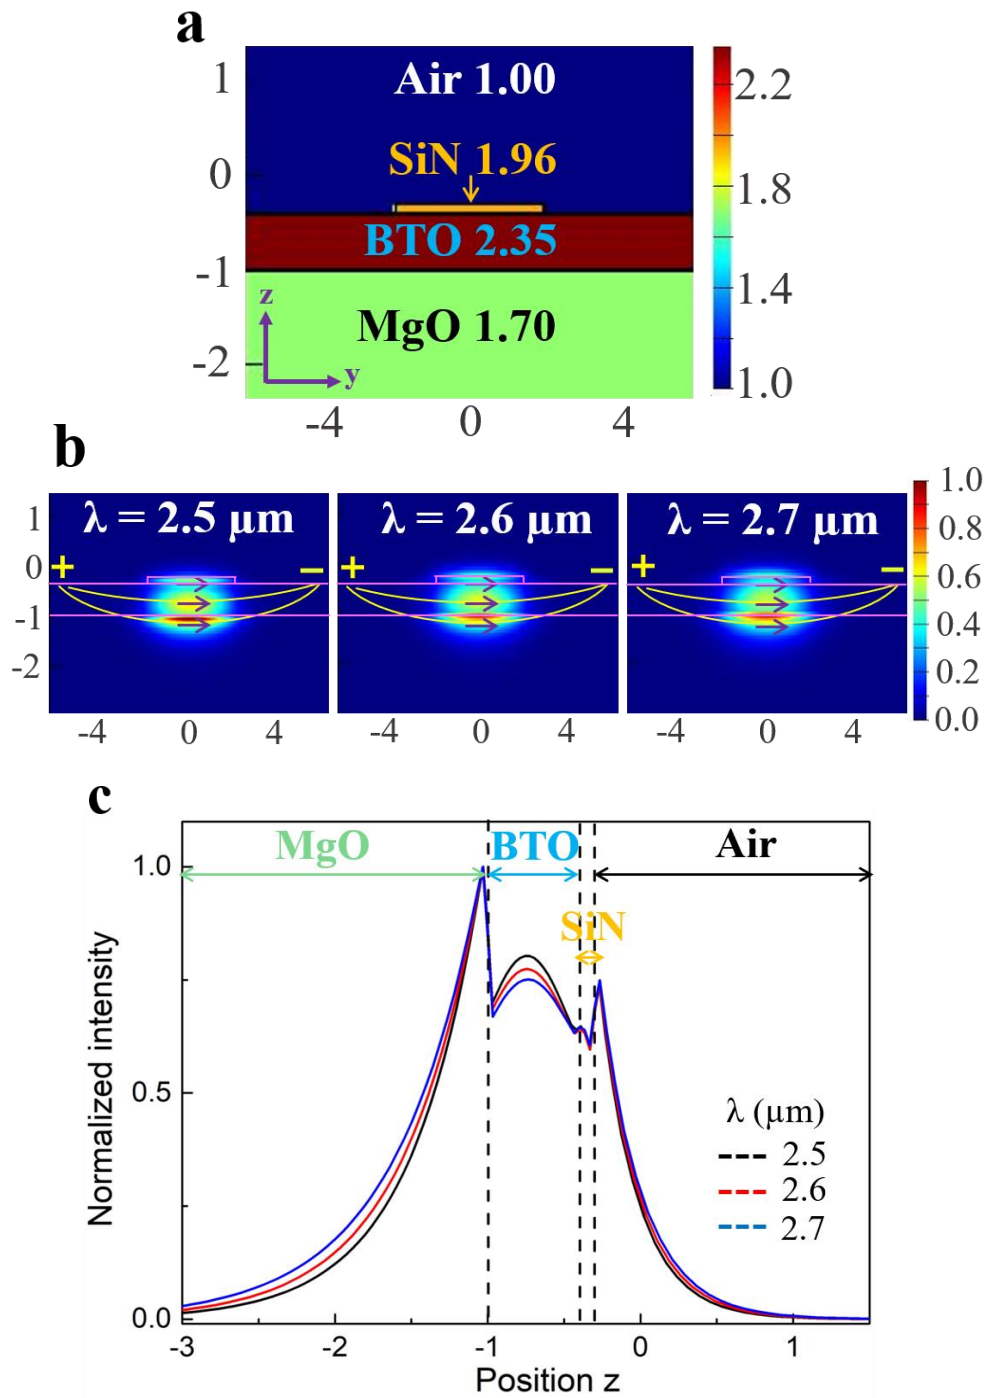 a
1
0
-1
-2
Air 1.00
SiN 1.96
BTO 2.35
MgO 1.70
z
y
-4 0 4
2.2
1.8
1.4
1.0
b
λ = 2.5 μm λ = 2.6 μm λ = 2.7 μm
1
0
-1
-2
+ − + − + −
-4 0 4 -4 0 4 -4 0 4
1.0
0.8
0.6
0.4
0.2
0.0
c
MgO BTO Air
SiN
1.0
0.5
0.0
Normalized intensity
λ (μm)
2.5
2.6
2.7
-3 -2 -1 0 1
Position z